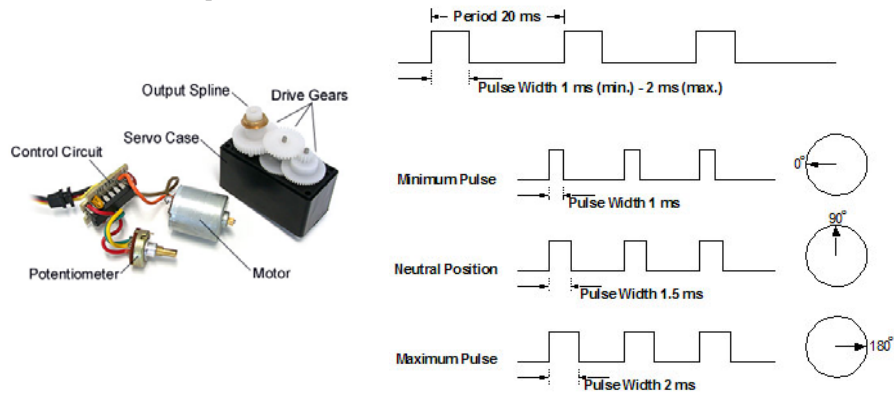 Output Spline
Drive Gears
Servo Case
Control Circuit
Potentiometer
Motor
Period 20 ms
Pulse Width 1 ms (min.) - 2 ms (max.)
Minimum Pulse
Pulse Width 1 ms
0°
Neutral Position
Pulse Width 1.5 ms
90°
Maximum Pulse
Pulse Width 2 ms
180°